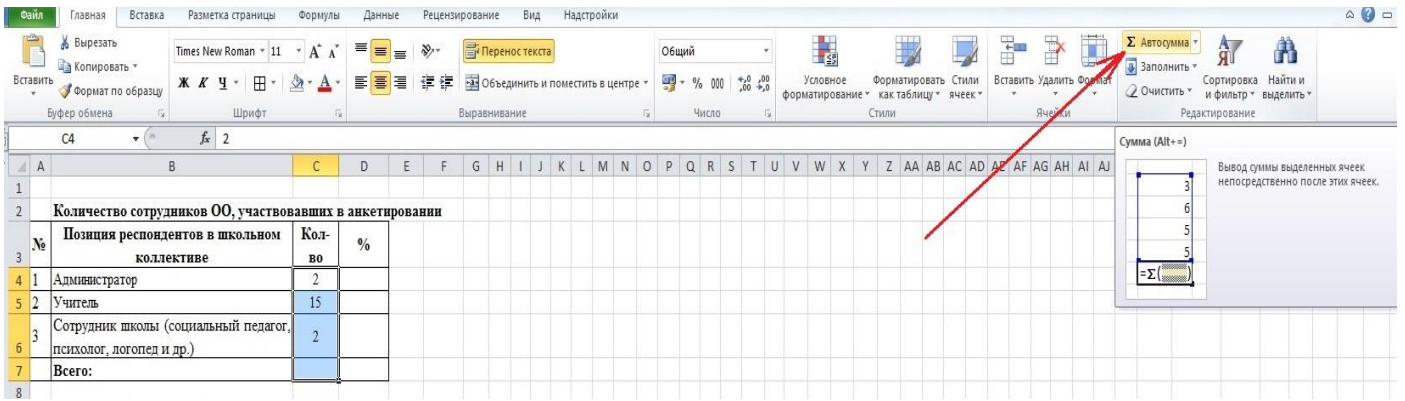 Файл Главная Вставка Разметка страницы Формулы Данные Рецензирование Вид Надстройки
Вставить
Вырезать
Копировать
Формат по образцу
Буфер обмена
Times New Roman 11
Ж К Ч
Шрифт
Перенос текста
Объединить и поместить в центре
Выравнивание
Общий
% 000
Число
Условное форматирование
Форматировать как таблицу
Стили ячеек
Стили
Вставить Удалить Формат
Ячейки
Σ Автосумма
Заполнить
Очистить
Сортировка и фильтр
Найти и выделить
Редактирование
C4 fx 2
A B C D E F G H I J K L M N O P Q R S T U V W X Y Z AA AB AC AD AE AF AG AH AI AJ
1
2 Количество сотрудников ОО, участвовавших в анкетировании
3 № Позиция респондентов в школьном коллективе Кол-во %
4 1 Администратор 2
5 2 Учитель 15
6 3 Сотрудник школы (социальный педагог, психолог, логопед и др.) 2
7 Всего:
8
Сумма (Alt+=)
3
6
5
5
=Σ( )
Вывод суммы выделенных ячеек
непосредственно после этих ячеек.